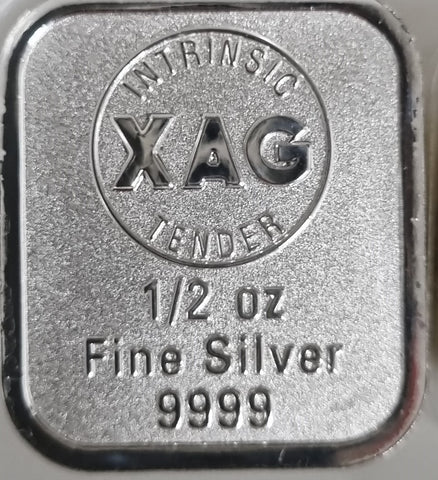 INTRINSIC
XAG
TENDER
1/2 oz
Fine Silver
9999